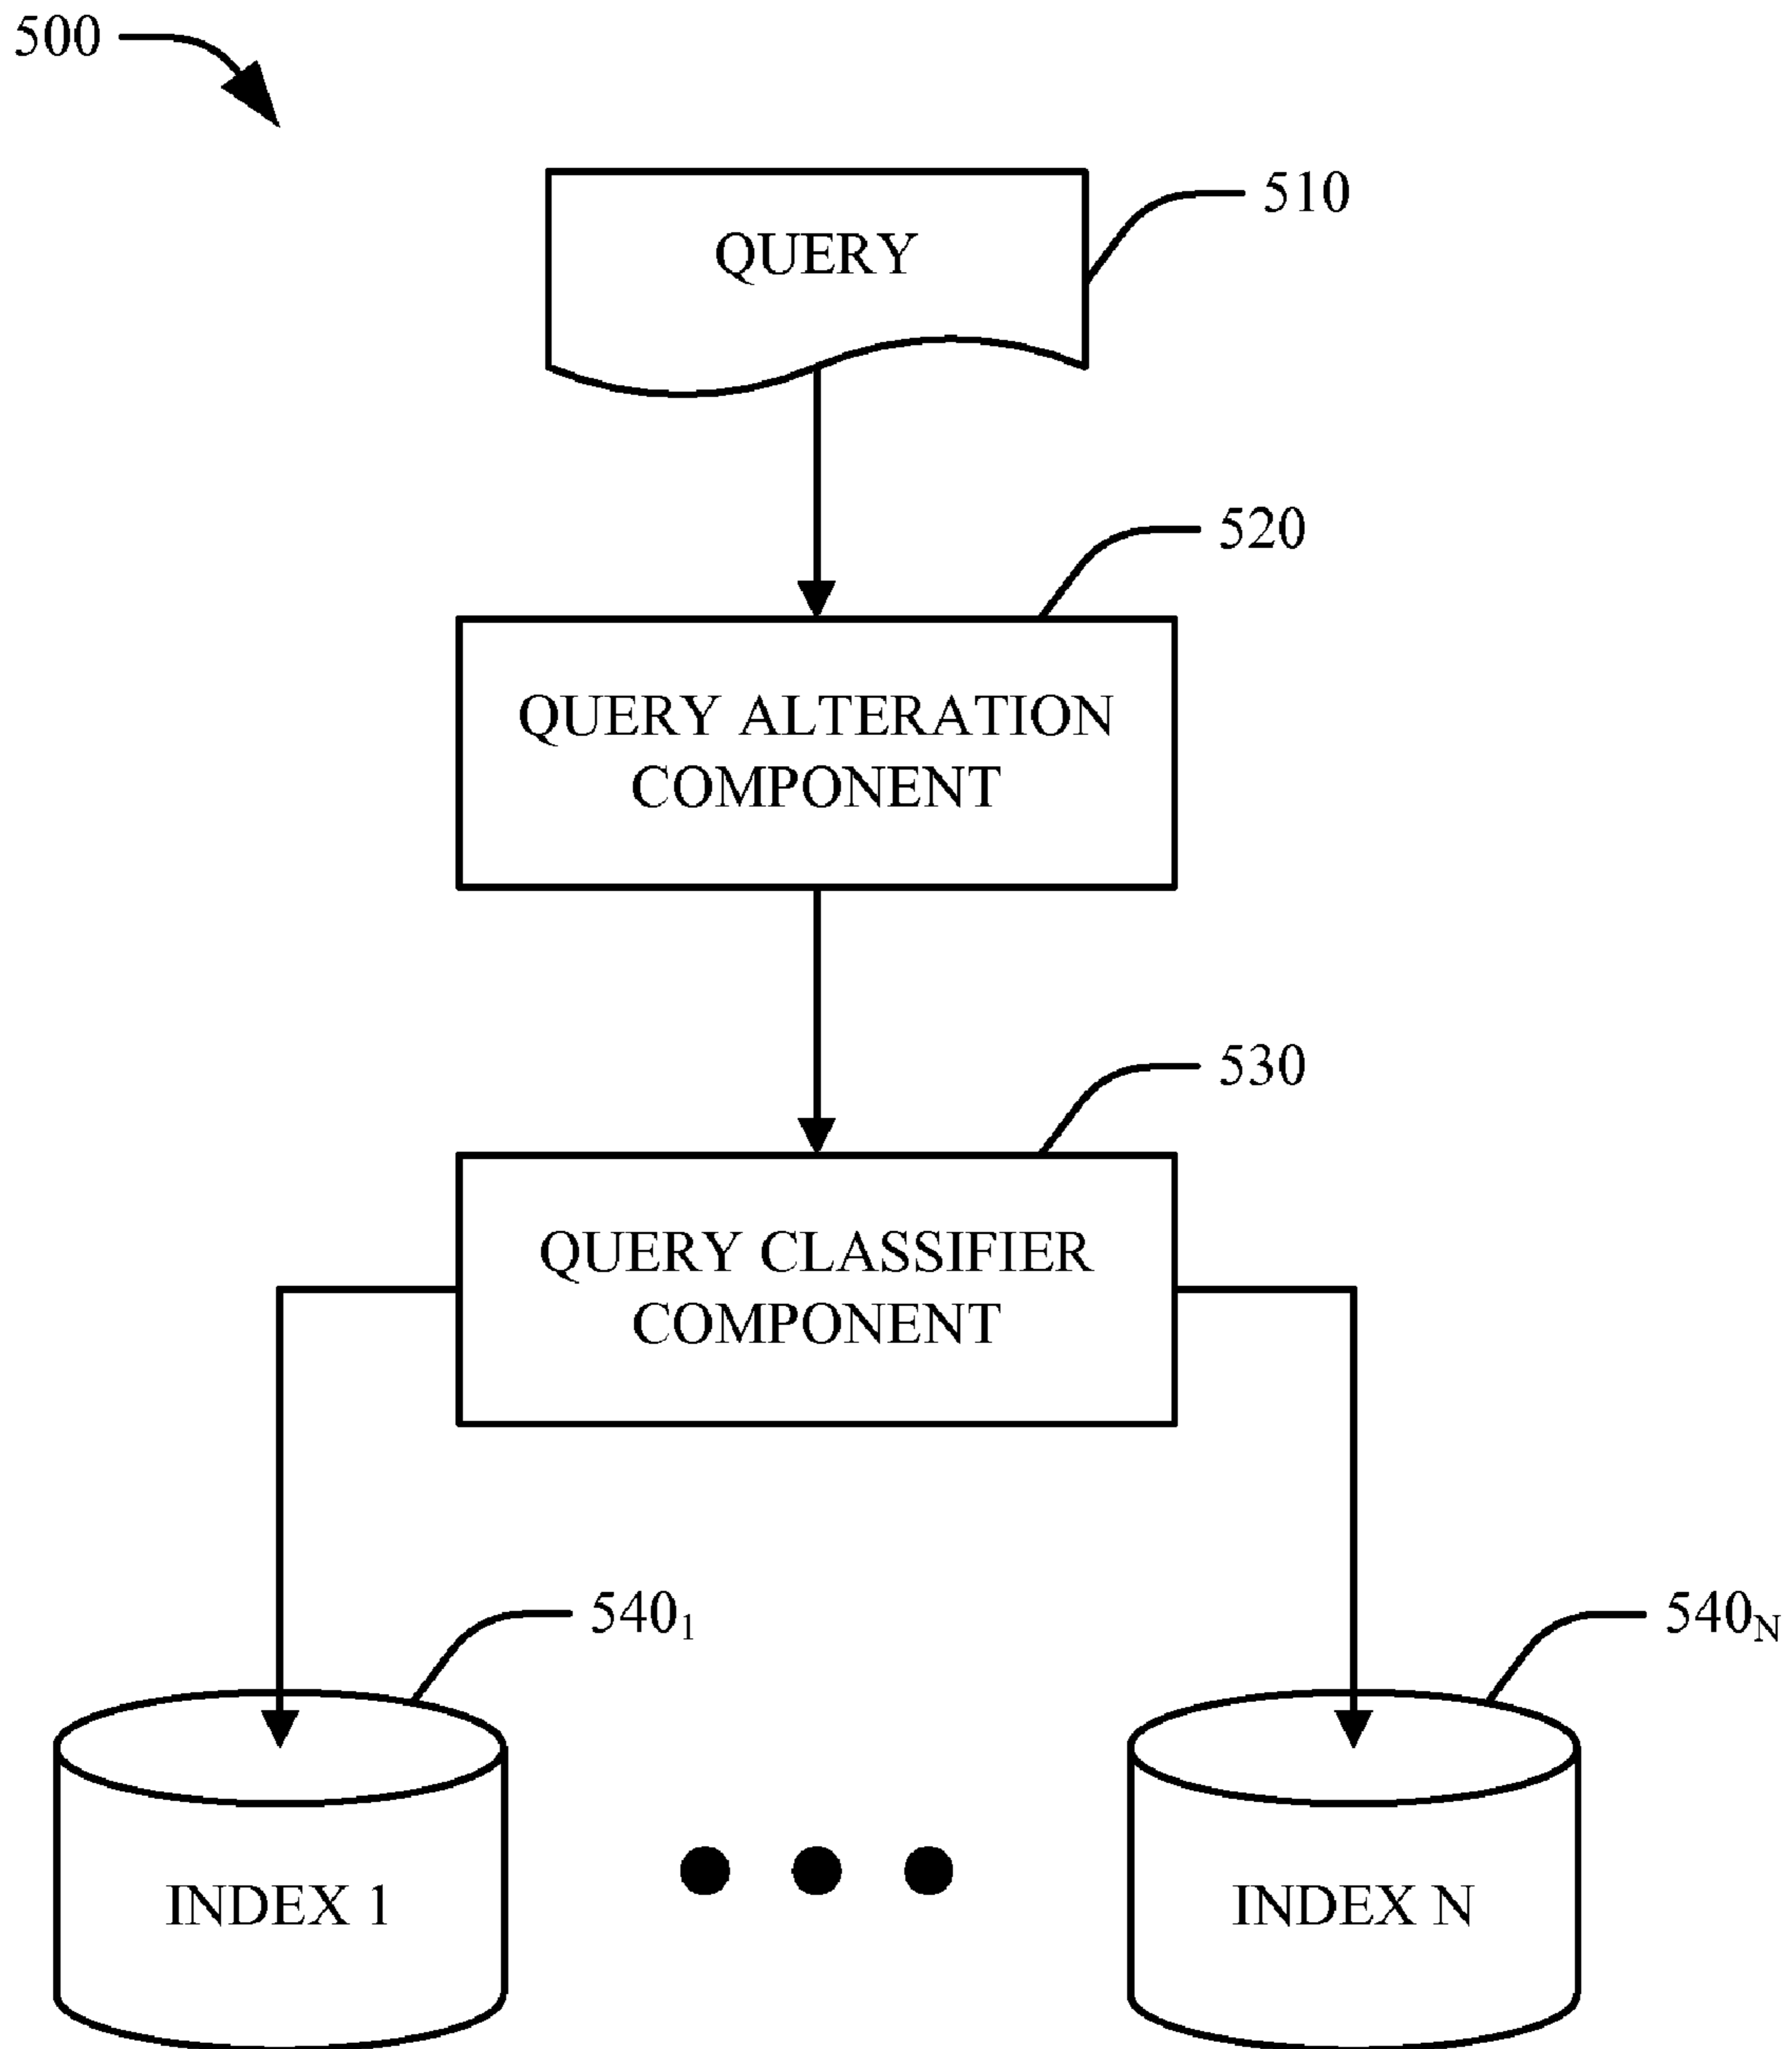 500
510
QUERY
520
QUERY ALTERATION
COMPONENT
530
QUERY CLASSIFIER
COMPONENT
540₁
540N
INDEX 1
INDEX N